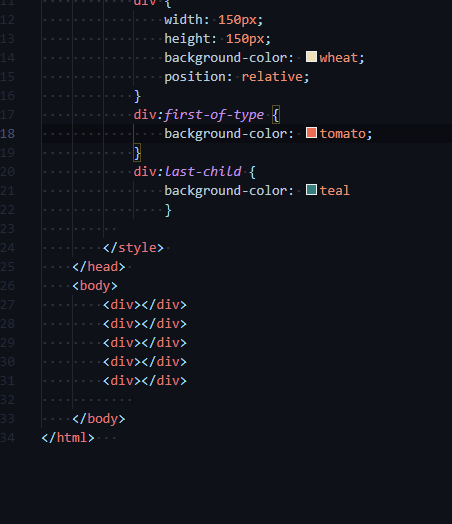 11 div {
12 width: 150px;
13 height: 150px;
14 background-color: wheat;
15 position: relative;
16 }
17 div:first-of-type {
18 background-color: tomato;
19 }
20 div:last-child {
21 background-color: teal
22 }
23
24 </style>
25 </head>
26 <body>
27 <div></div>
28 <div></div>
29 <div></div>
30 <div></div>
31 <div></div>
32
33 </body>
34 </html>